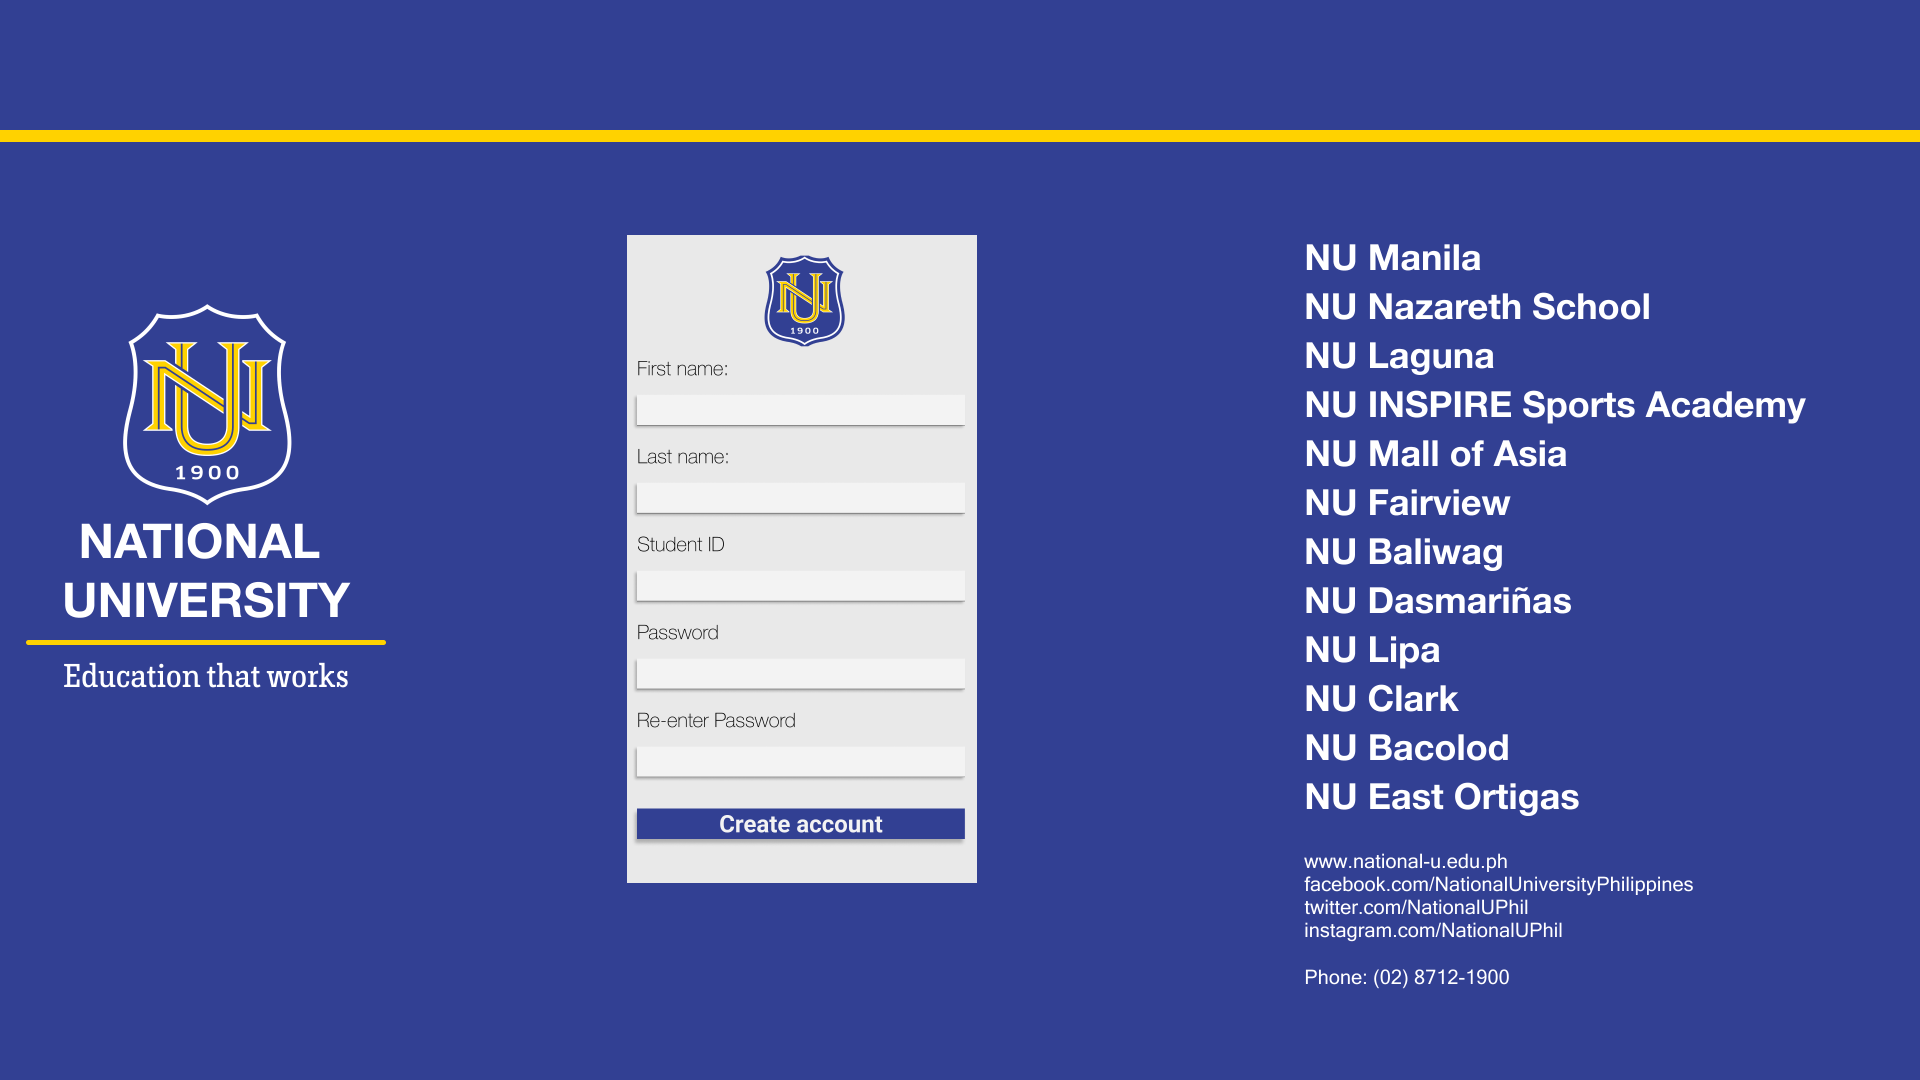 NU
1900
NATIONAL
UNIVERSITY
Education that works
NU
1900
First name:
Last name:
Student ID
Password
Re-enter Password
Create account
NU Manila
NU Nazareth School
NU Laguna
NU INSPIRE Sports Academy
NU Mall of Asia
NU Fairview
NU Baliwag
NU Dasmariñas
NU Lipa
NU Clark
NU Bacolod
NU East Ortigas
www.national-u.edu.ph
facebook.com/NationalUniversityPhilippines
twitter.com/NationalUPhil
instagram.com/NationalUPhil
Phone: (02) 8712-1900